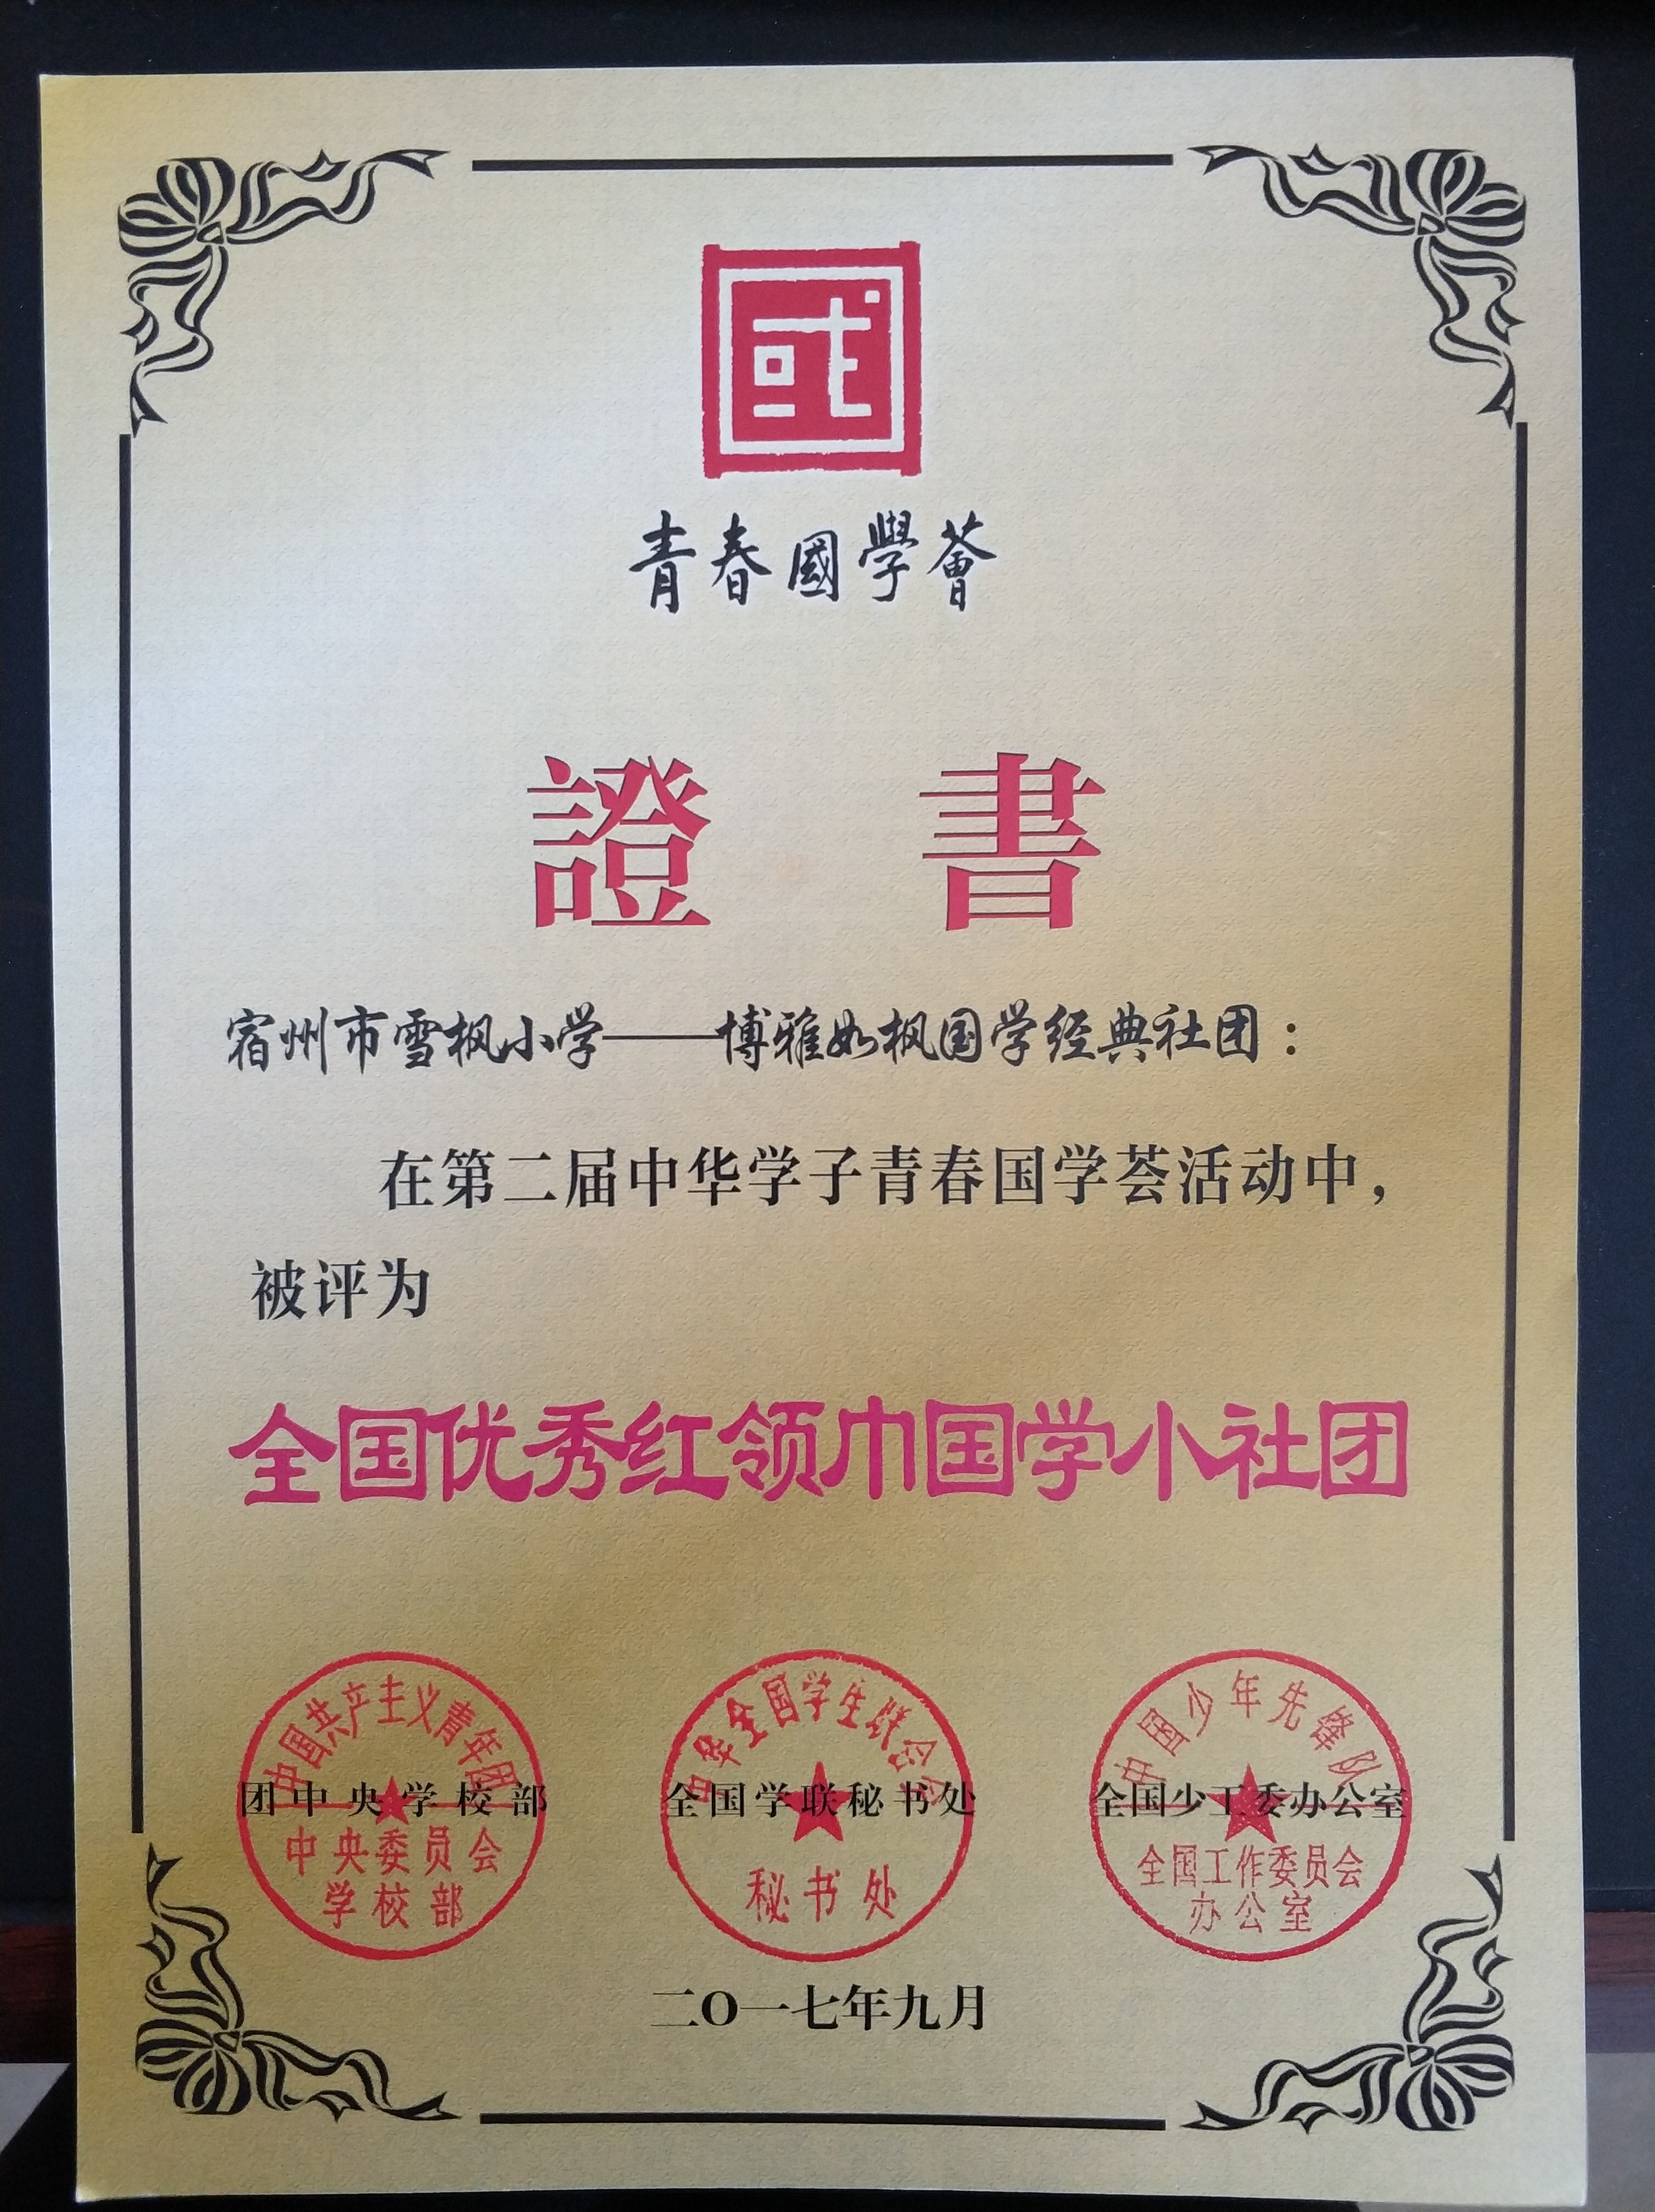 國
青春國學薈
證書
宿州市雪枫小学——博雅如枫国学经典社团：
在第二届中华学子青春国学荟活动中，
被评为
全国优秀红领巾国学小社团
中国共产主义青年团
团中央学校部
中央委员会
学校部
中华全国学生联合会
全国学联秘书处
秘书处
中国少年先锋队
全国少工委办公室
全国工作委员会
办公室
二O一七年九月